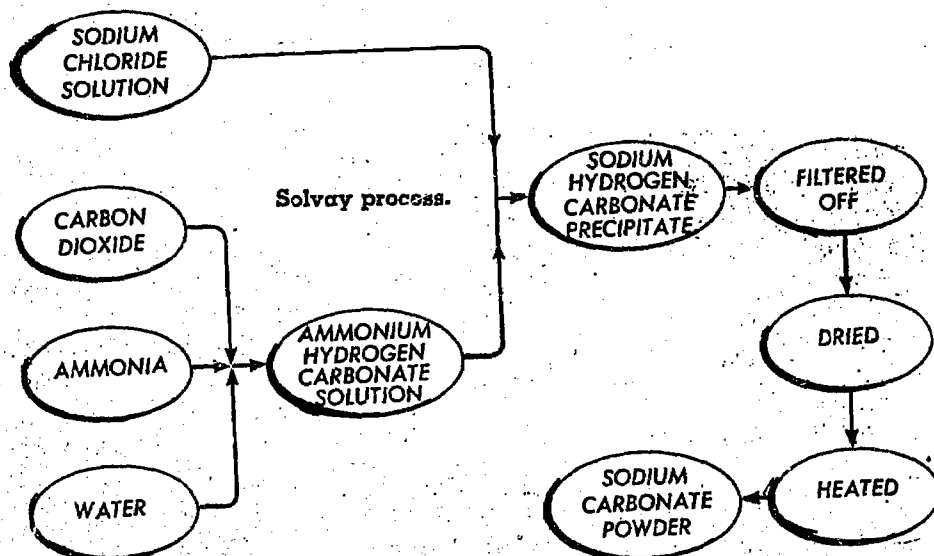 SODIUM
CHLORIDE
SOLUTION
Solvay process.
CARBON
DIOXIDE
AMMONIA
WATER
AMMONIUM
HYDROGEN
CARBONATE
SOLUTION
SODIUM
HYDROGEN
CARBONATE
PRECIPITATE
FILTERED
OFF
DRIED
HEATED
SODIUM
CARBONATE
POWDER